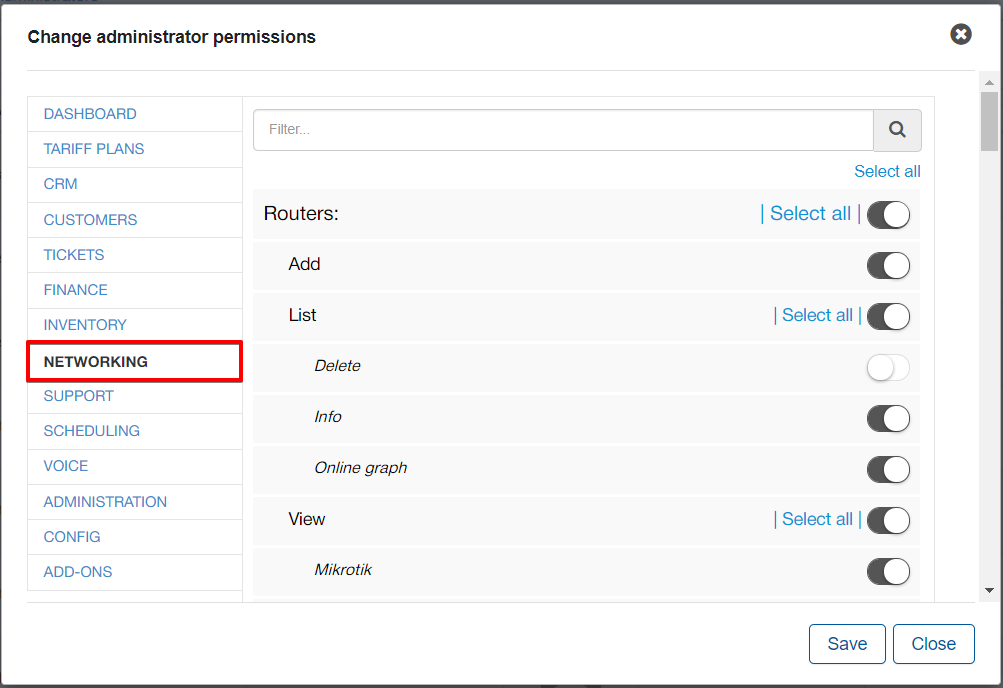 Change administrator permissions
DASHBOARD
TARIFF PLANS
CRM
CUSTOMERS
TICKETS
FINANCE
INVENTORY
NETWORKING
SUPPORT
SCHEDULING
VOICE
ADMINISTRATION
CONFIG
ADD-ONS
Filter...
Select all
Routers: | Select all |
Add
List | Select all |
Delete
Info
Online graph
View | Select all |
Mikrotik
Save Close